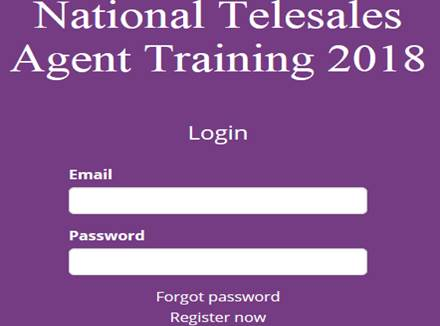 National Telesales
Agent Training 2018
Login
Email
Password
Forgot password
Register now